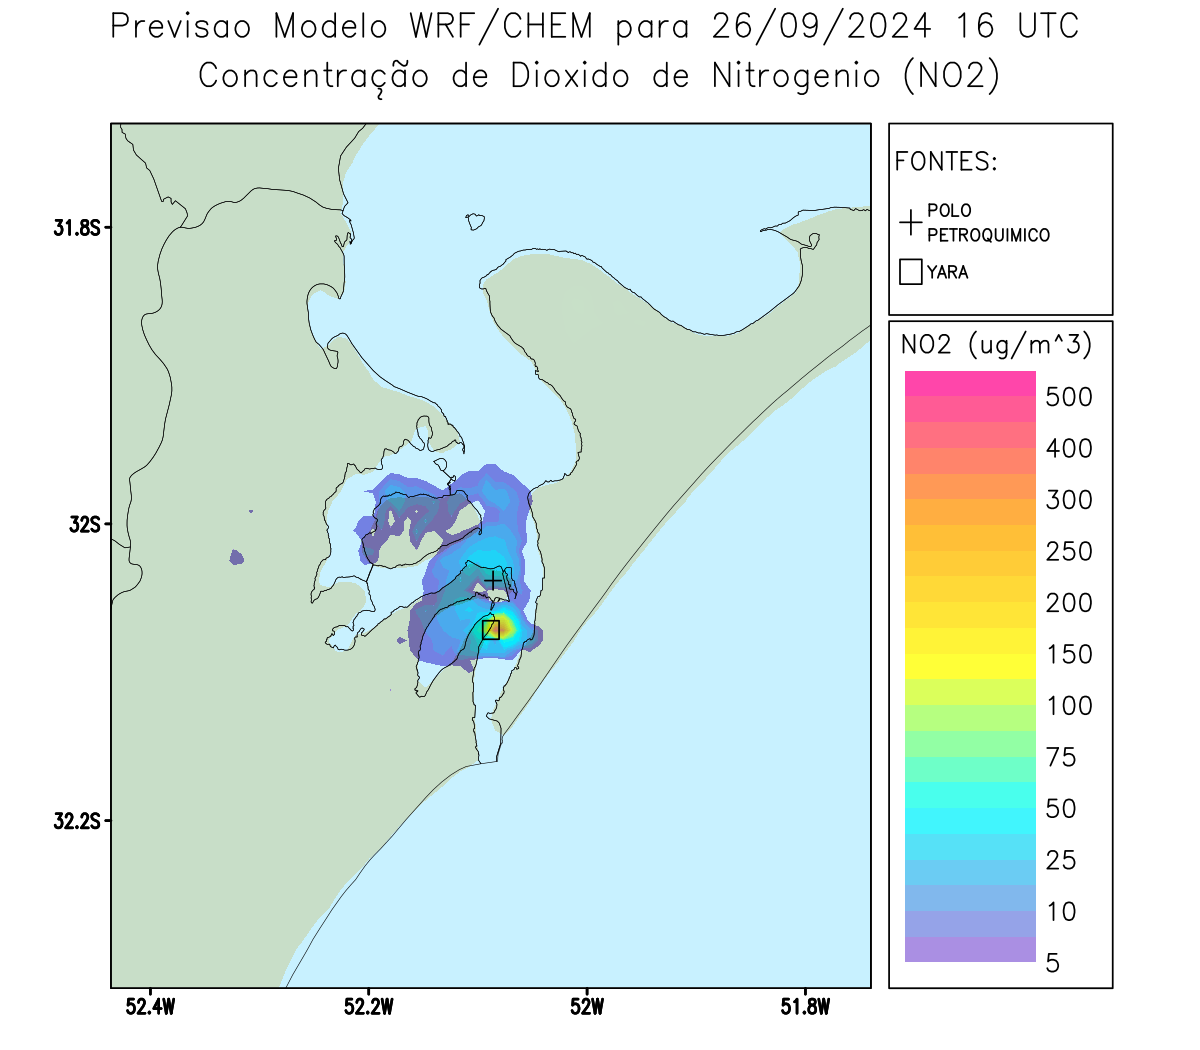 Previsao Modelo WRF/CHEM para 26/09/2024 16 UTC
Concentração de Dioxido de Nitrogenio (NO2)
FONTES:
POLO
PETROQUIMICO
YARA
NO2 (ug/m^3)
500
400
300
250
200
150
100
75
50
25
10
5
31.8S
32S
32.2S
52.4W
52.2W
52W
51.8W